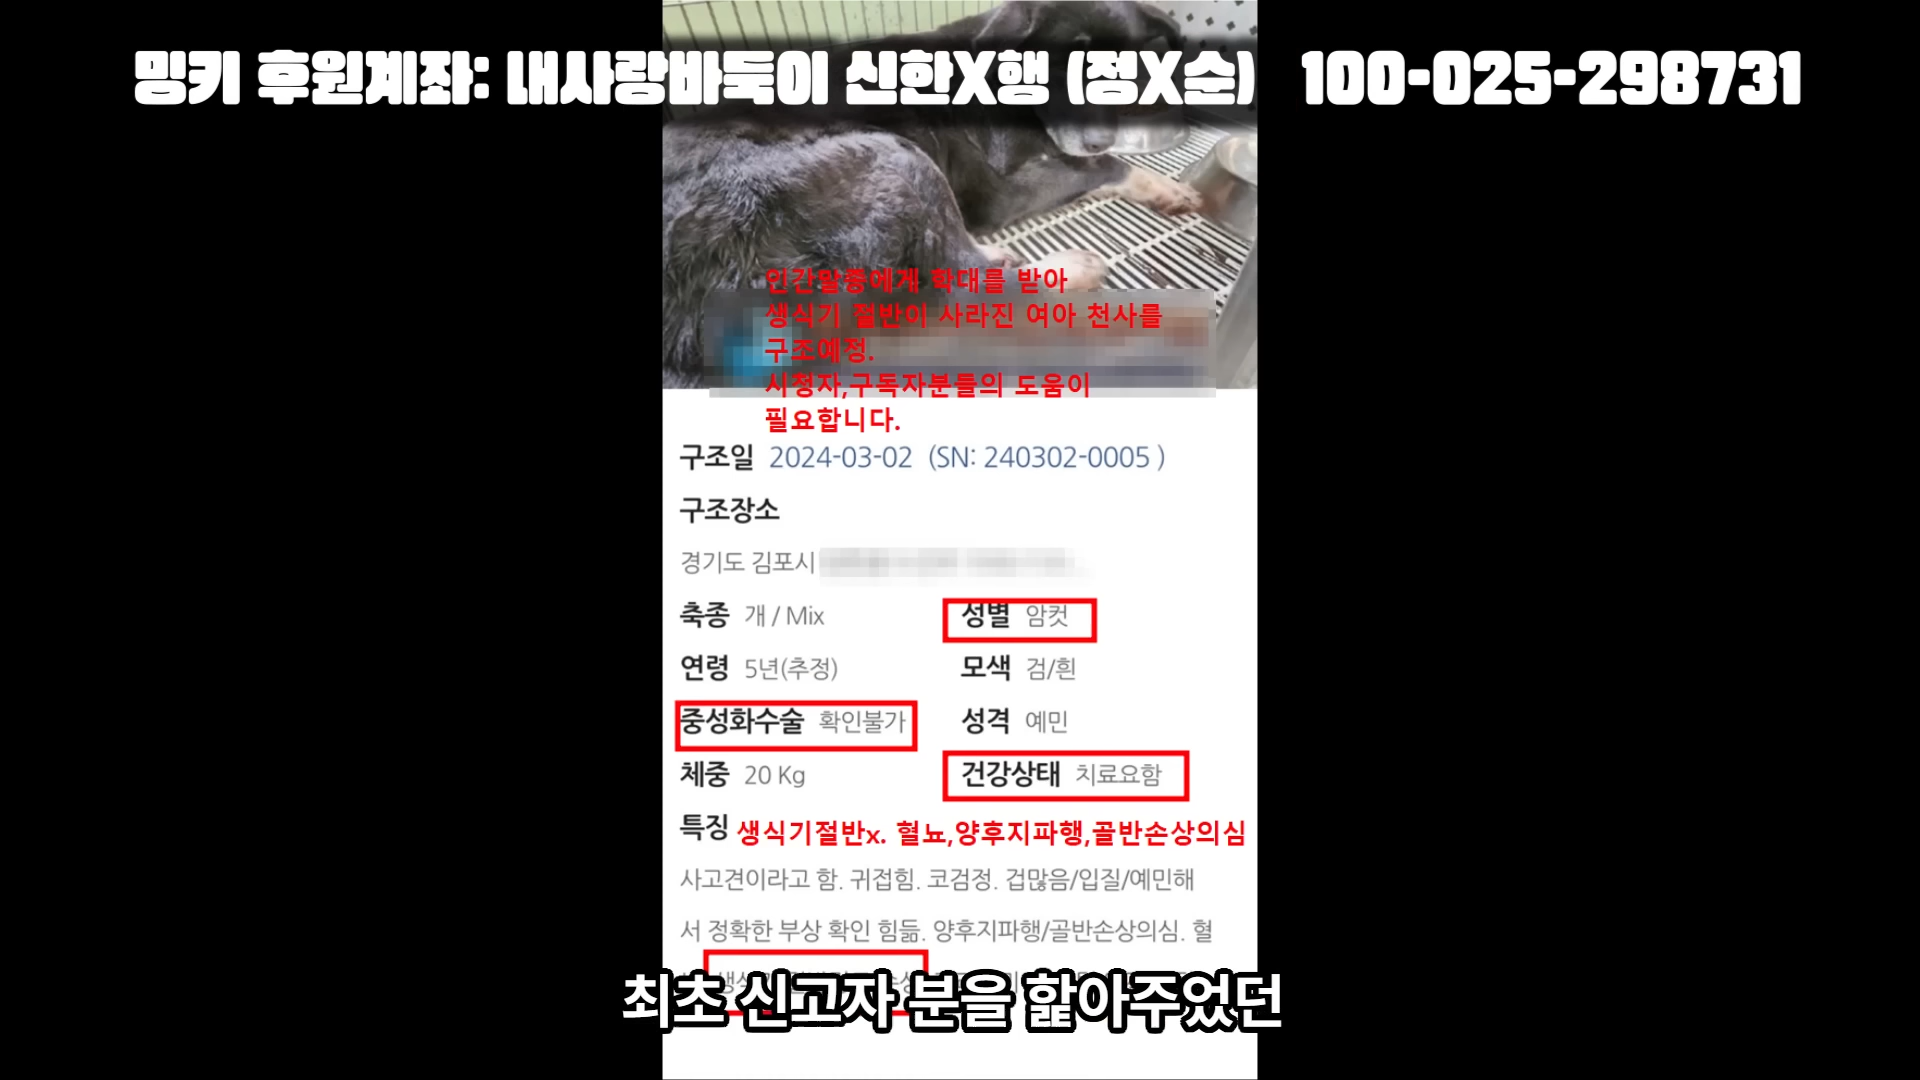 밍키 후원계좌: 내사랑바둑이 신한X행 (정X순) 100-025-298731
인간말종에게 학대를 받아
생식기 절반이 사라진 여아 천사를
구조예정.
시청자,구독자분들의 도움이
필요합니다.
구조일 2024-03-02 (SN: 240302-0005 )
구조장소
경기도 김포시
축종 개 / Mix 성별 암컷
연령 5년(추정) 모색 검/흰
중성화수술 확인불가 성격 예민
체중 20 Kg 건강상태 치료요함
특징 생식기절반x. 혈뇨,양후지파행,골반손상의심
사고견이라고 함. 귀접힘. 코검정. 겁많음/입질/예민해
서 정확한 부상 확인 힘듦. 양후지파행/골반손상의심. 혈
최초 신고자 분을 핥아주었던